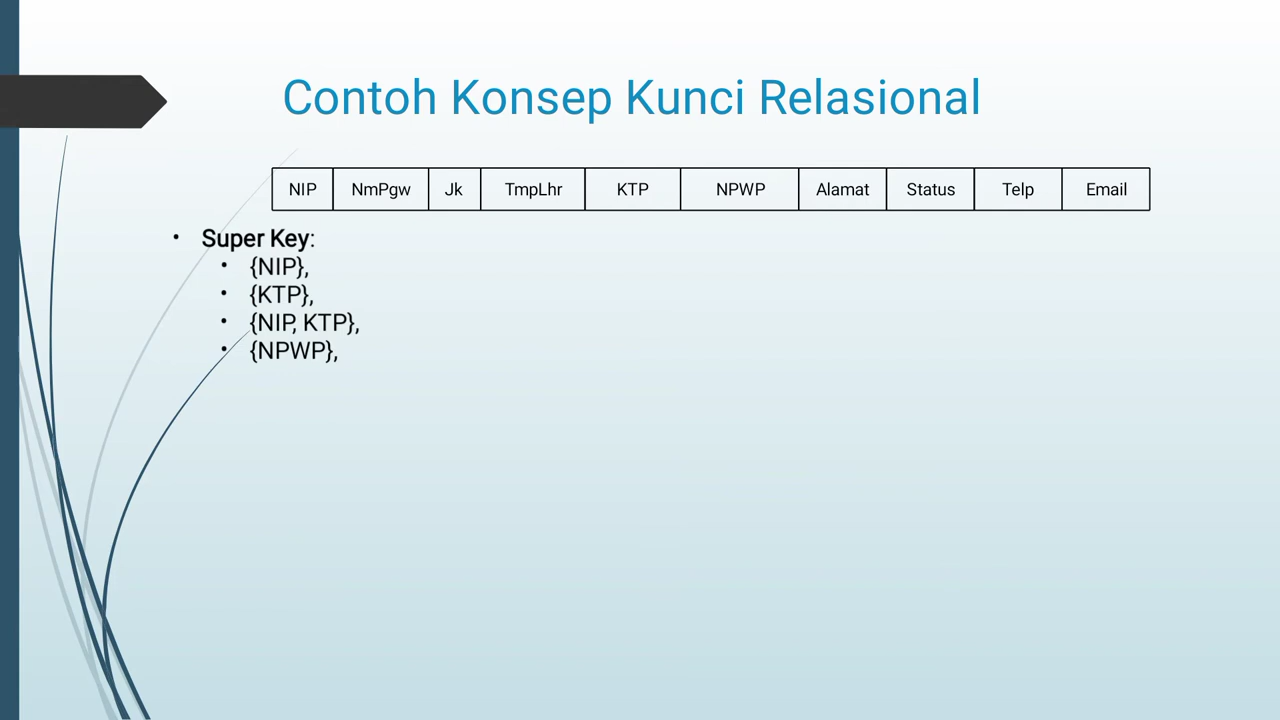 Contoh Konsep Kunci Relasional
NIP NmPgw Jk TmpLhr KTP NPWP Alamat Status Telp Email
• Super Key:
• {NIP},
• {KTP},
• {NIP, KTP},
• {NPWP},